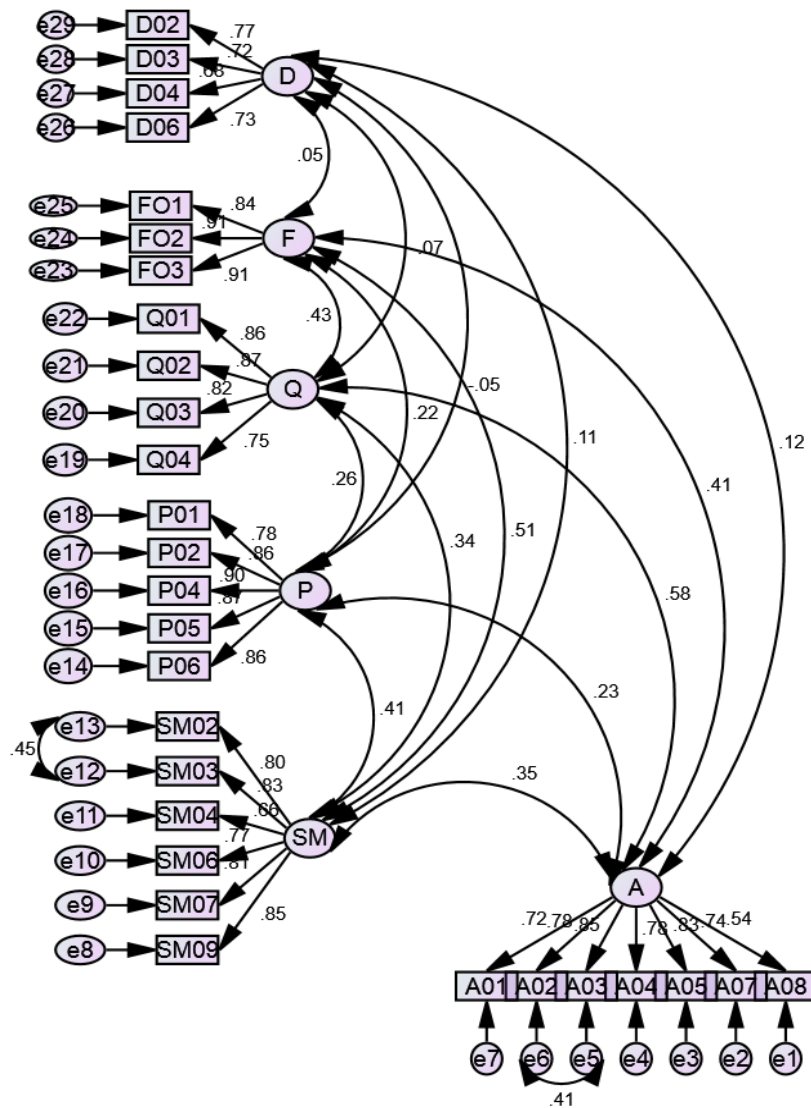 e29 D02 .77
e28 D03 .72 D
e27 D04 .68
e26 D06 .73
.05
e25 FO1 .84
e24 FO2 .91 F
e23 FO3 .91
.07
e22 Q01 .86 .43
e21 Q02 .87
e20 Q03 .82 Q -.05
e19 Q04 .75 .22 .11 .12
.26 .41
e18 P01 .78 .34 .51
e17 P02 .86
e16 P04 .90 P .58
e15 P05 .87
e14 P06 .86
.23
.41
e13 SM02
.45 .80
e12 SM03 .83 .35
e11 SM04 .66
.77 SM
e10 SM06 .81
e9 SM07 A
e8 SM09 .85
.72 .78 .85 .78 .83 .74 .54
A01 A02 A03 A04 A05 A07 A08
e7 e6 e5 e4 e3 e2 e1
.41